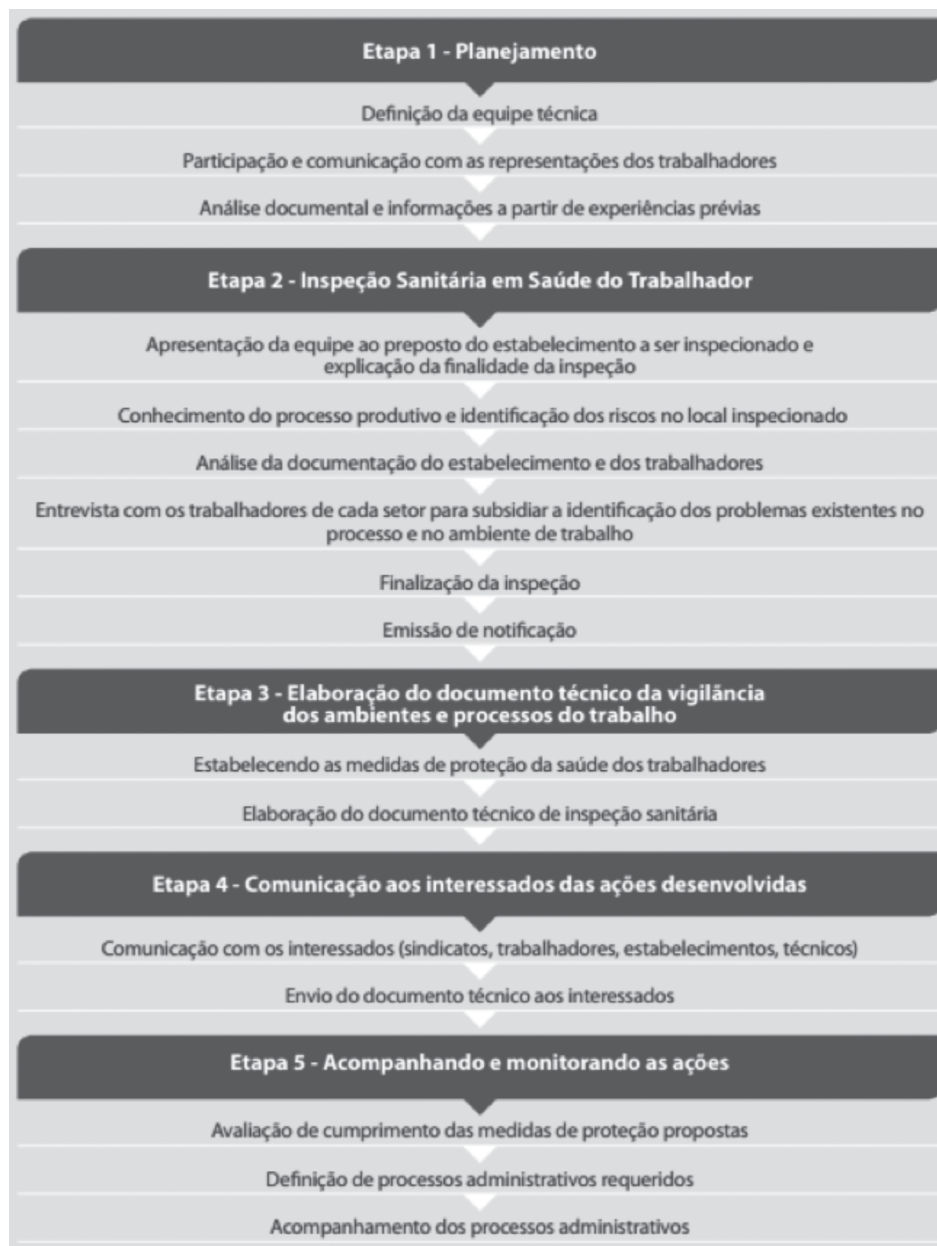 Etapa 1 - Planejamento
Definição da equipe técnica
Participação e comunicação com as representações dos trabalhadores
Análise documental e informações a partir de experiências prévias
Etapa 2 - Inspeção Sanitária em Saúde do Trabalhador
Apresentação da equipe ao preposto do estabelecimento a ser inspecionado e
explicação da finalidade da inspeção
Conhecimento do processo produtivo e identificação dos riscos no local inspecionado
Análise da documentação do estabelecimento e dos trabalhadores
Entrevista com os trabalhadores de cada setor para subsidiar a identificação dos problemas existentes no
processo e no ambiente de trabalho
Finalização da inspeção
Emissão de notificação
Etapa 3 - Elaboração do documento técnico da vigilância
dos ambientes e processos do trabalho
Estabelecendo as medidas de proteção da saúde dos trabalhadores
Elaboração do documento técnico de inspeção sanitária
Etapa 4 - Comunicação aos interessados das ações desenvolvidas
Comunicação com os interessados (sindicatos, trabalhadores, estabelecimentos, técnicos)
Envio do documento técnico aos interessados
Etapa 5 - Acompanhando e monitorando as ações
Avaliação de cumprimento das medidas de proteção propostas
Definição de processos administrativos requeridos
Acompanhamento dos processos administrativos